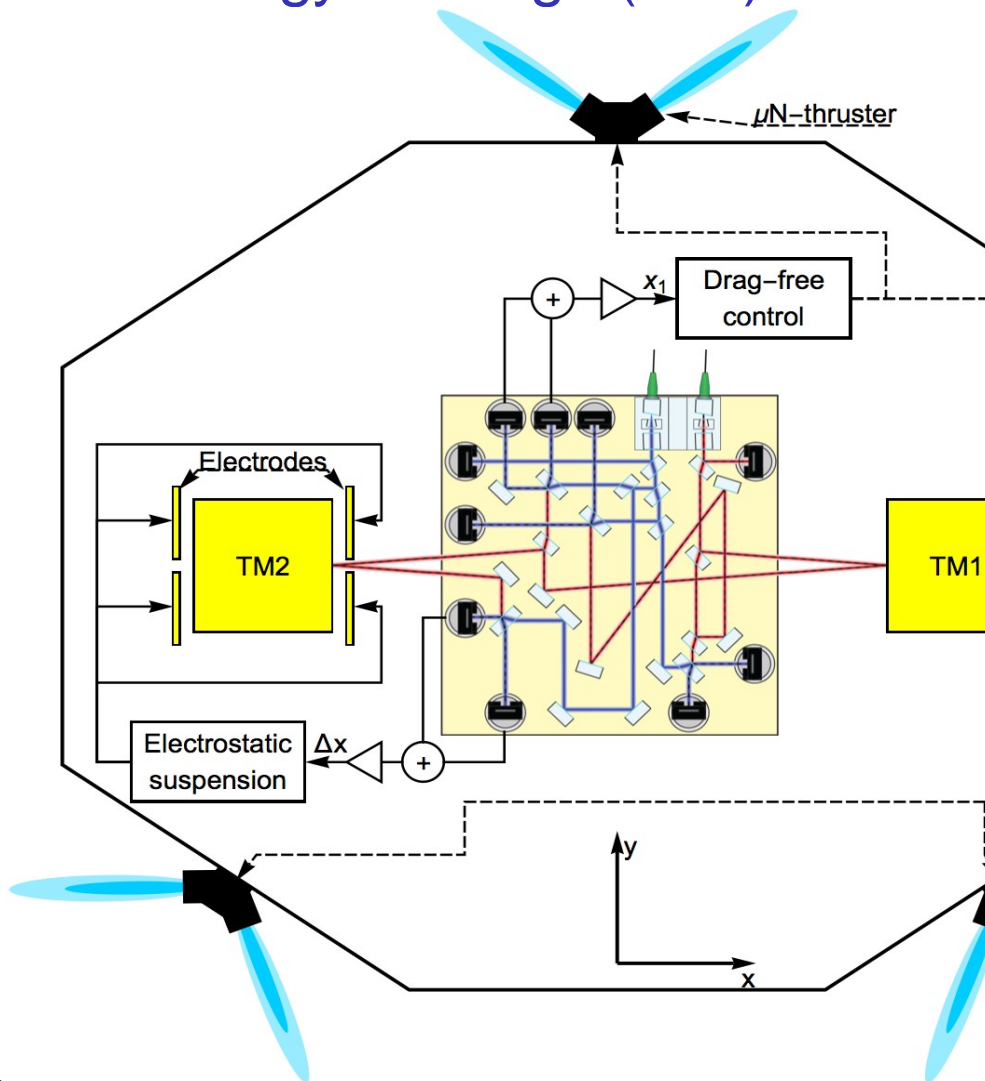 μN−thruster
x₁
Drag−free
control
+
Electrodes
TM2
TM1
Electrostatic
suspension
Δx
+
y
x